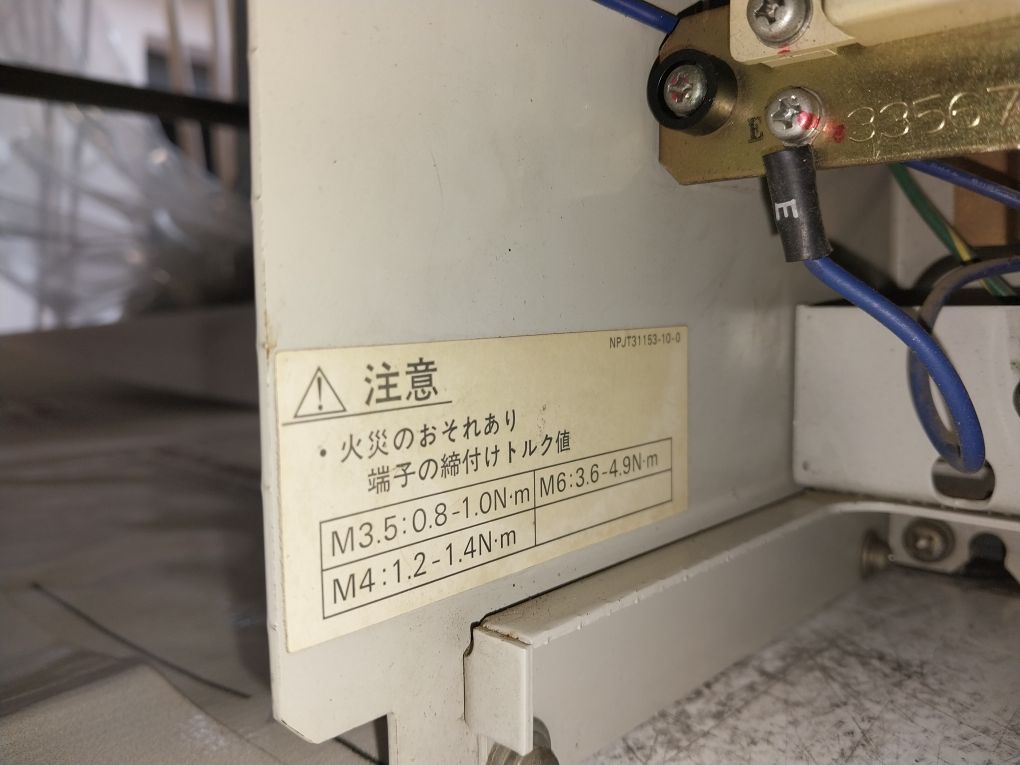 E
33567
E
NPJT31153-10-0
注意
・火災のおそれあり
端子の締付けトルク値
M3.5:0.8-1.0N·m
M6:3.6-4.9N·m
M4:1.2-1.4N·m